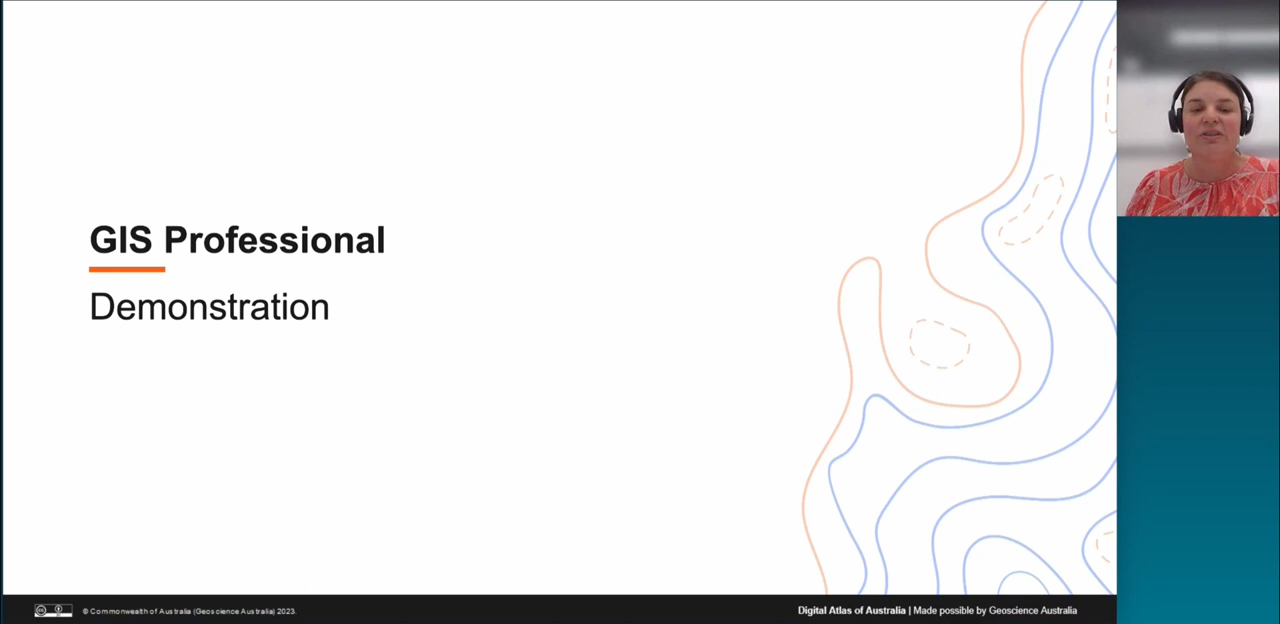 GIS Professional
Demonstration
© Commonwealth of Australia (Geoscience Australia) 2023.
Digital Atlas of Australia | Made possible by Geoscience Australia